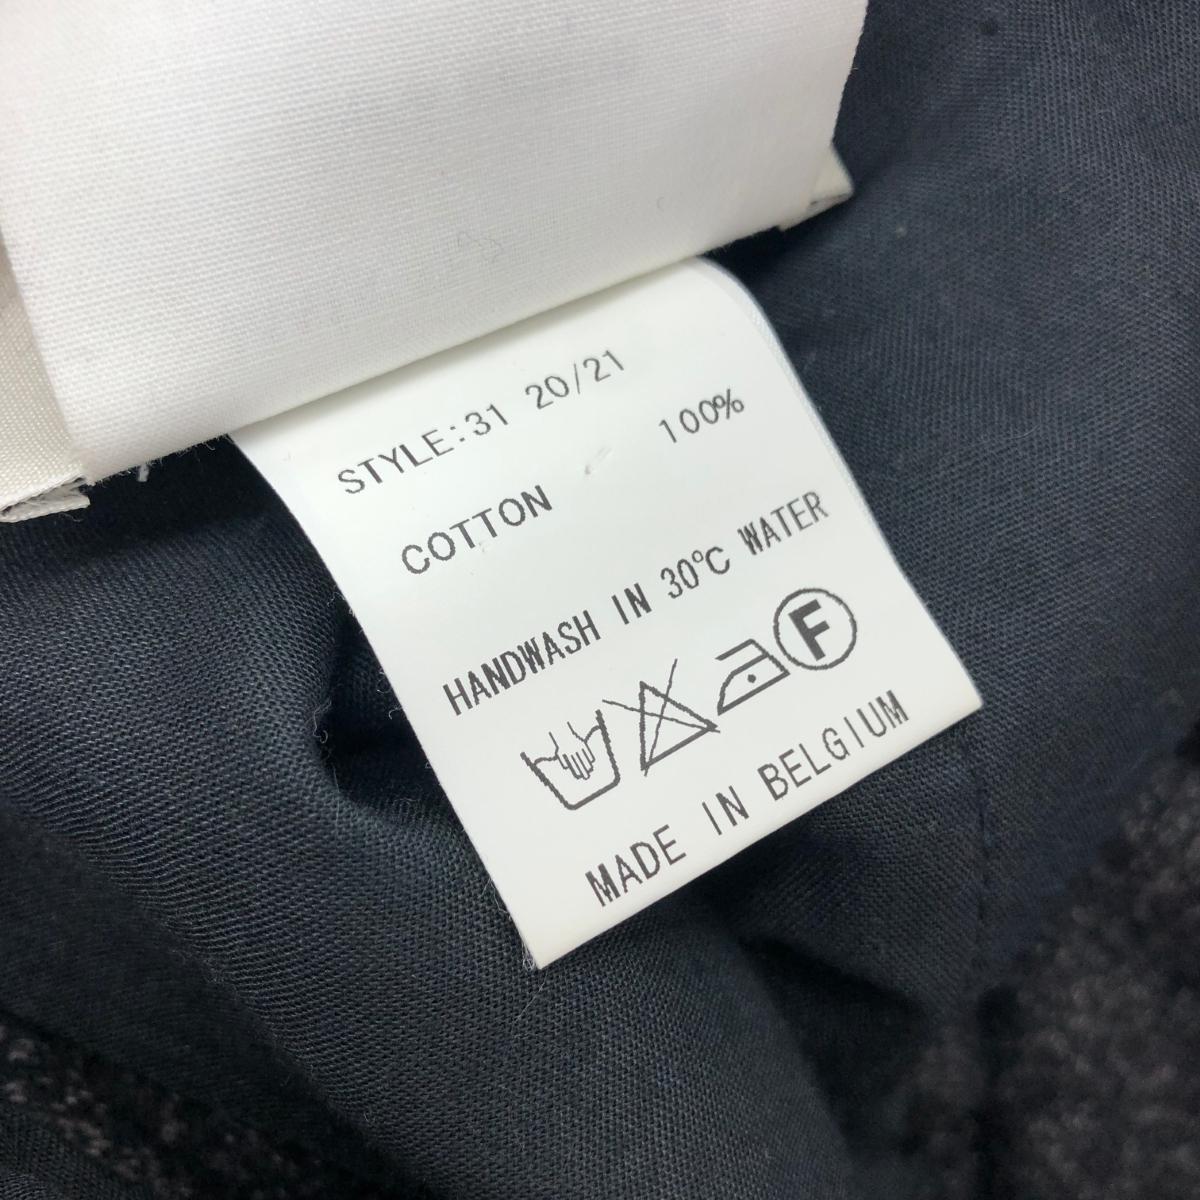 STYLE:31 20/21
COTTON 100%
HANDWASH IN 30℃ WATER
F
MADE IN BELGIUM